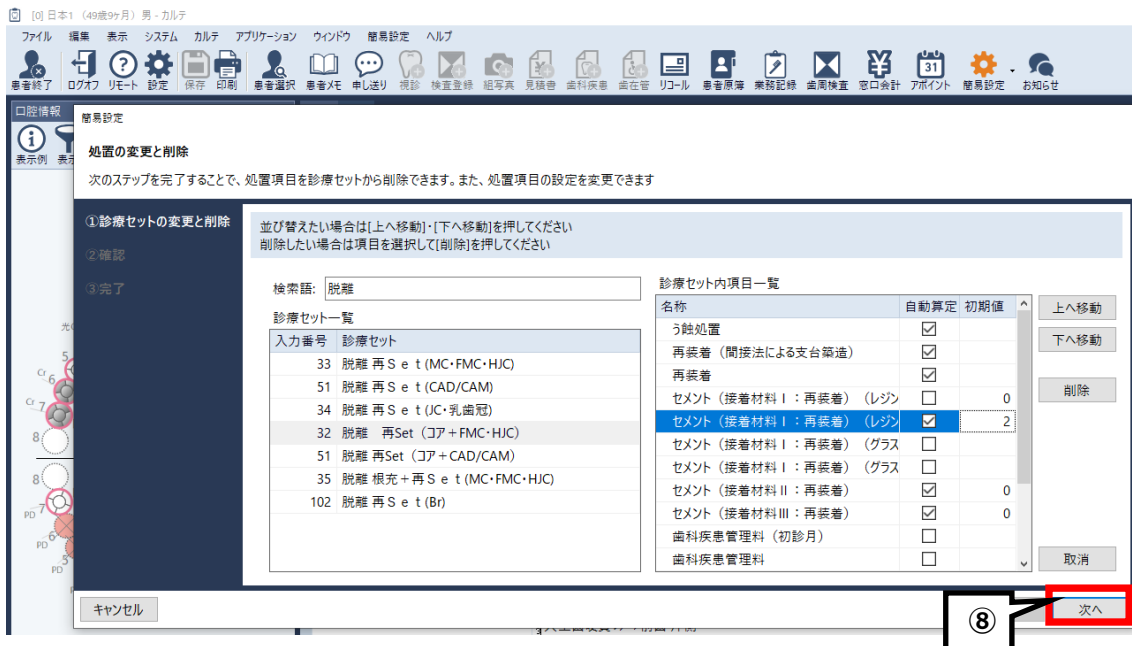 [0] 日本1 （49歳9ケ月）男 - カルテ
ファイル 編集 表示 システム カルテ アプリケーション ウィンドウ 簡易設定 ヘルプ
患者終了 ログオフ リモート 設定 保存 印刷 患者選択 患者メモ 申し送り 視診 検査登録 組写真 見積書 歯科疾患 歯在管 リコール 患者原簿 業務記録 歯周検査 窓口会計 アポイント 簡易設定 お知らせ
口腔情報
表示例
簡易設定
処置の変更と削除
次のステップを完了することで、処置項目を診療セットから削除できます。また、処置項目の設定を変更できます
①診療セットの変更と削除
②確認
③完了
並び替えたい場合は[上へ移動]・[下へ移動]を押してください
削除したい場合は項目を選択して[削除]を押してください
検索語: 脱離
診療セット一覧
入力番号 診療セット
33 脱離 再Ｓｅｔ(MC・FMC・HJC)
51 脱離 再Ｓｅｔ(CAD/CAM)
34 脱離 再Ｓｅｔ(JC・乳歯冠)
32 脱離　再Set（コア＋FMC・HJC)
51 脱離 再Set（コア＋CAD/CAM）
35 脱離 根充＋再Ｓｅｔ(MC・FMC・HJC)
102 脱離 再Ｓｅｔ(Br)
診療セット内項目一覧
名称 自動算定 初期値
う蝕処置
再装着（間接法による支台築造）
再装着
セメント（接着材料Ⅰ：再装着）（レジン 0
セメント（接着材料Ⅰ：再装着）（レジン 2
セメント（接着材料Ⅰ：再装着）（グラス
セメント（接着材料Ⅰ：再装着）（グラス
セメント（接着材料Ⅱ：再装着） 0
セメント（接着材料Ⅲ：再装着） 0
歯科疾患管理料（初診月）
歯科疾患管理料
上へ移動
下へ移動
削除
取消
キャンセル
次へ
⑧
5
Cr 6
Cr 7
8
8
PD 7
PD 6
PD 5